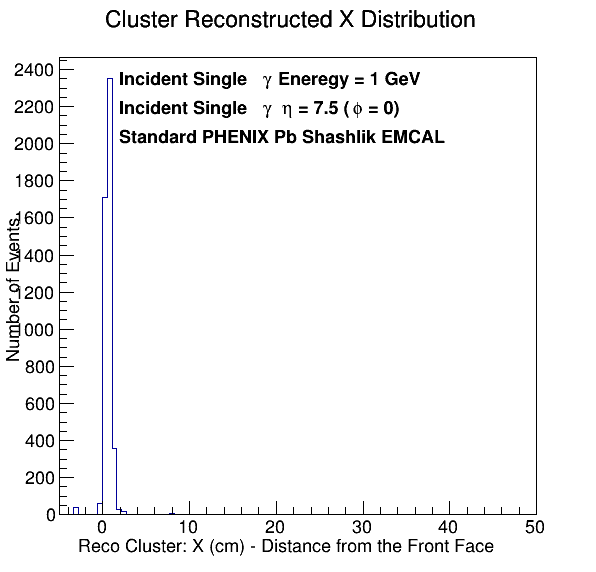 Cluster Reconstructed X Distribution
Incident Single γ Eneregy = 1 GeV
Incident Single γ η = 7.5 ( ϕ = 0)
Standard PHENIX Pb Shashlik EMCAL
Number of Events
2400
2200
2000
1800
1600
1400
1200
1000
800
600
400
200
0
0 10 20 30 40 50
Reco Cluster: X (cm) - Distance from the Front Face